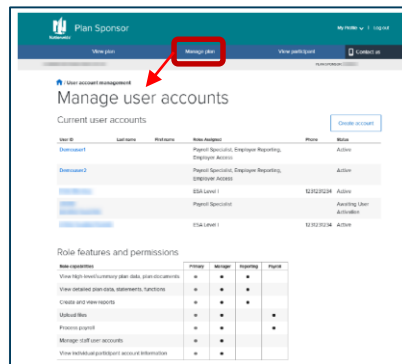 Nationwide
Plan Sponsor
My Profile | Log out
View plan Manage plan View participant Contact us
/ User account management
Manage user accounts
Current user accounts
Create account
User ID Last name First name Roles Assigned Phone Status
Demouser1 Payroll Specialist, Employer Reporting, Active
Employer Access
Demouser2 Payroll Specialist, Employer Reporting, Active
Employer Access
ESA Level I 1231231234 Active
Payroll Specialist Awaiting User
Activation
ESA Level I 1231231234 Active
Role features and permissions
Role capabilities Primary Manager Reporting Payroll
View high level/summary plan data, plan documents
View detailed plan data, statements, functions
Create and view reports
Upload files
Process payroll
Manage staff user accounts
View individual/participant account information